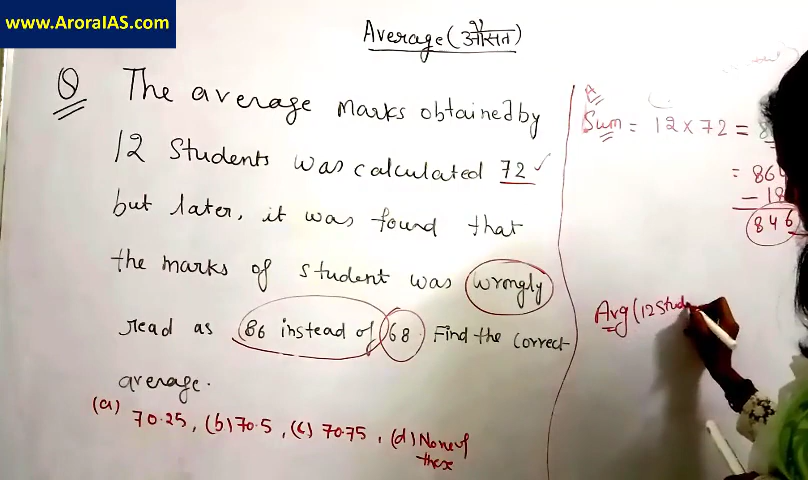 www.AroraIAS.com
Average (औसत)
Q The average marks obtained by
12 Students was calculated 72 ✓
but later, it was found that
the marks of student was wrongly
read as 86 instead of 68. Find the correct
average.
(a) 70.25, (b) 70.5, (c) 70.75, (d) None of
these
A
Sum = 12 × 72 =
= 864
- 18
846
Avg (12 Stud